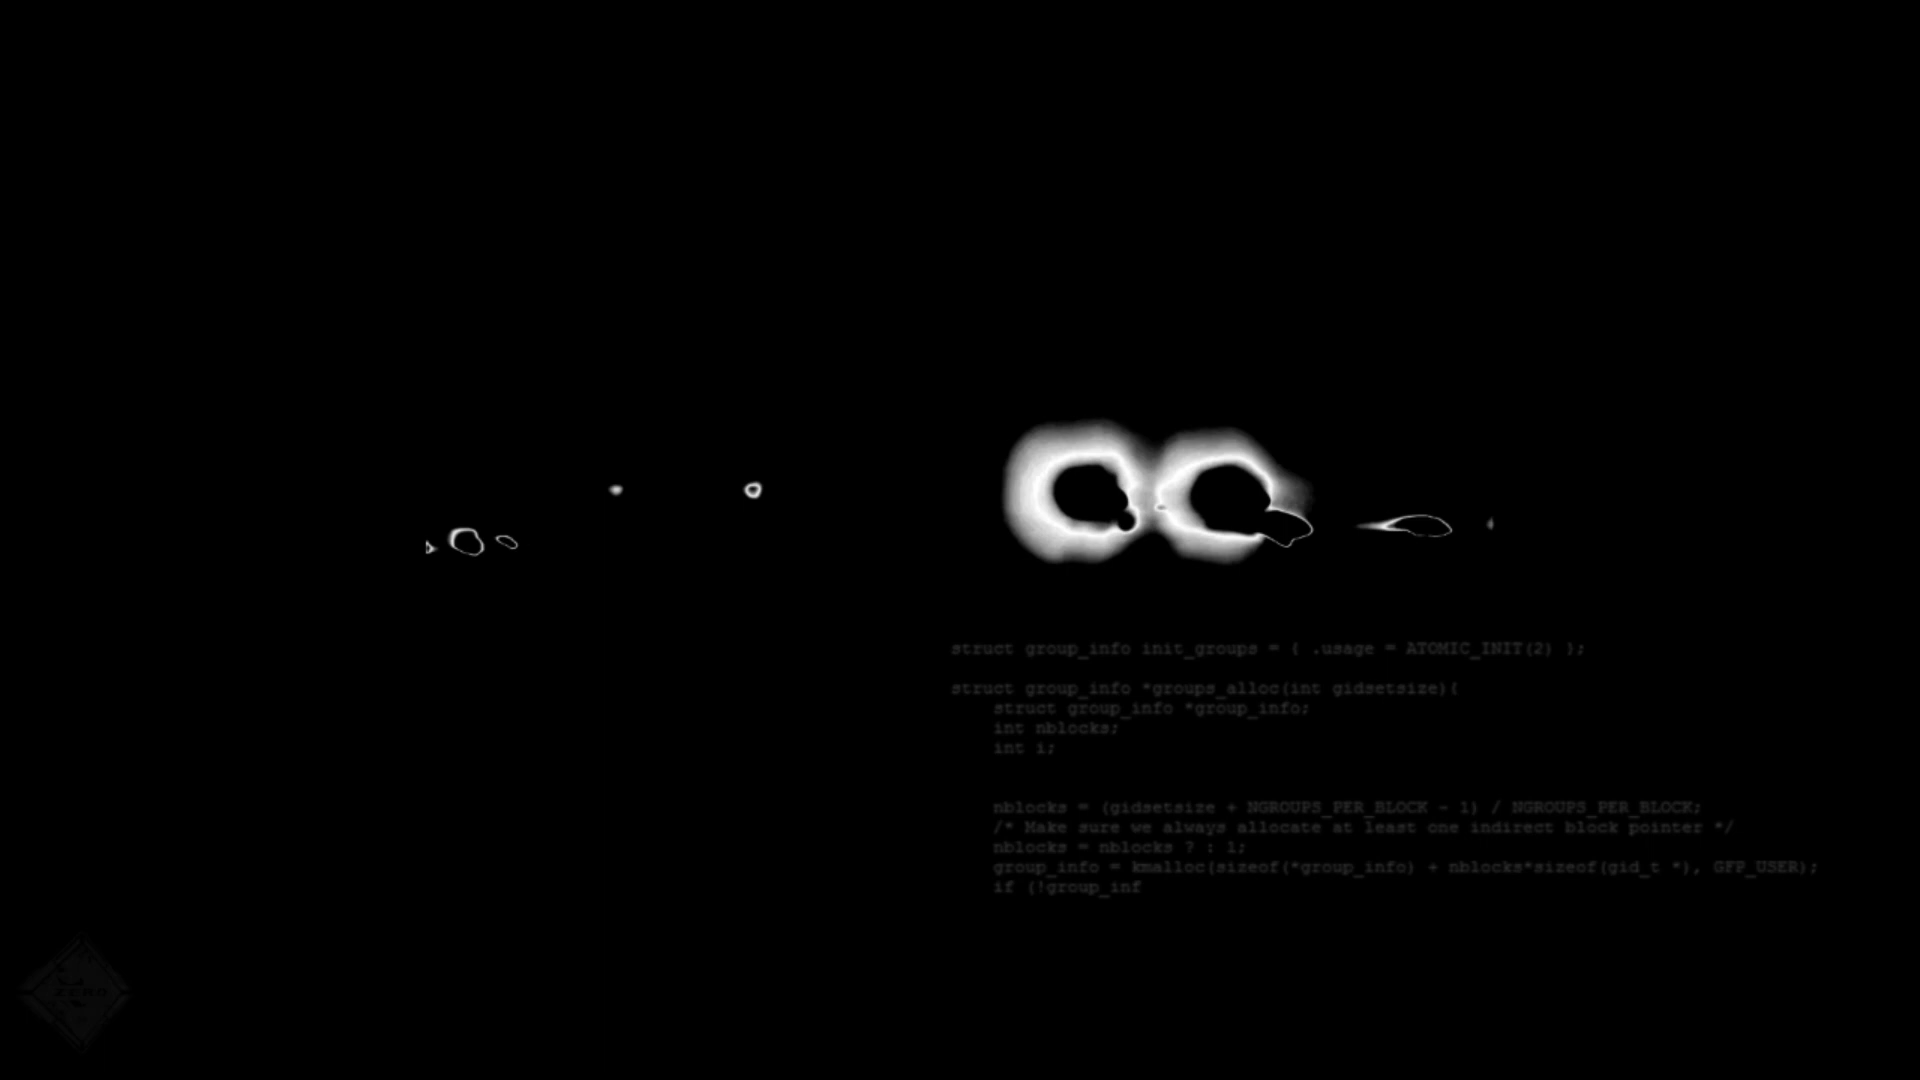 struct group_info init_groups = { .usage = ATOMIC_INIT(2) };
struct group_info *groups_alloc(int gidsetsize){
struct group_info *group_info;
int nblocks;
int i;
nblocks = (gidsetsize + NGROUPS_PER_BLOCK - 1) / NGROUPS_PER_BLOCK;
/* Make sure we always allocate at least one indirect block pointer */
nblocks = nblocks ? : 1;
group_info = kmalloc(sizeof(*group_info) + nblocks*sizeof(gid_t *), GFP_USER);
if (!group_inf
ZERO